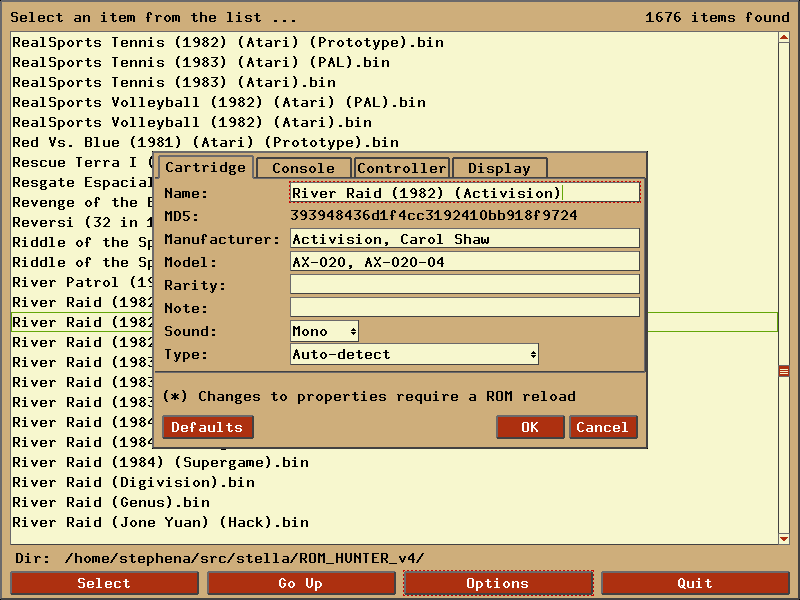 Select an item from the list ... 1676 items found
RealSports Tennis (1982) (Atari) (Prototype).bin
RealSports Tennis (1983) (Atari) (PAL).bin
RealSports Tennis (1983) (Atari).bin
RealSports Volleyball (1982) (Atari) (PAL).bin
RealSports Volleyball (1982) (Atari).bin
Red Vs. Blue (1981) (Atari) (Prototype).bin
Rescue Terra I (
Resgate Espacial
Revenge of the
Reversi (32 in 1
Riddle of the Sp
Riddle of the Sp
River Patrol (19
River Raid (1982
River Raid (1982
River Raid (1982
River Raid (1983
River Raid (1983
River Raid (1983
River Raid (1984
River Raid (1984
River Raid (1984) (Supergame).bin
River Raid (Digivision).bin
River Raid (Genus).bin
River Raid (Jone Yuan) (Hack).bin
Cartridge Console Controller Display
Name: River Raid (1982) (Activision)
MD5: 393948436d1f4cc3192410bb918f9724
Manufacturer: Activision, Carol Shaw
Model: AX-020, AX-020-04
Rarity:
Note:
Sound: Mono
Type: Auto-detect
(*) Changes to properties require a ROM reload
Defaults OK Cancel
Dir: /home/stephena/src/stella/ROM_HUNTER_v4/
Select Go Up Options Quit